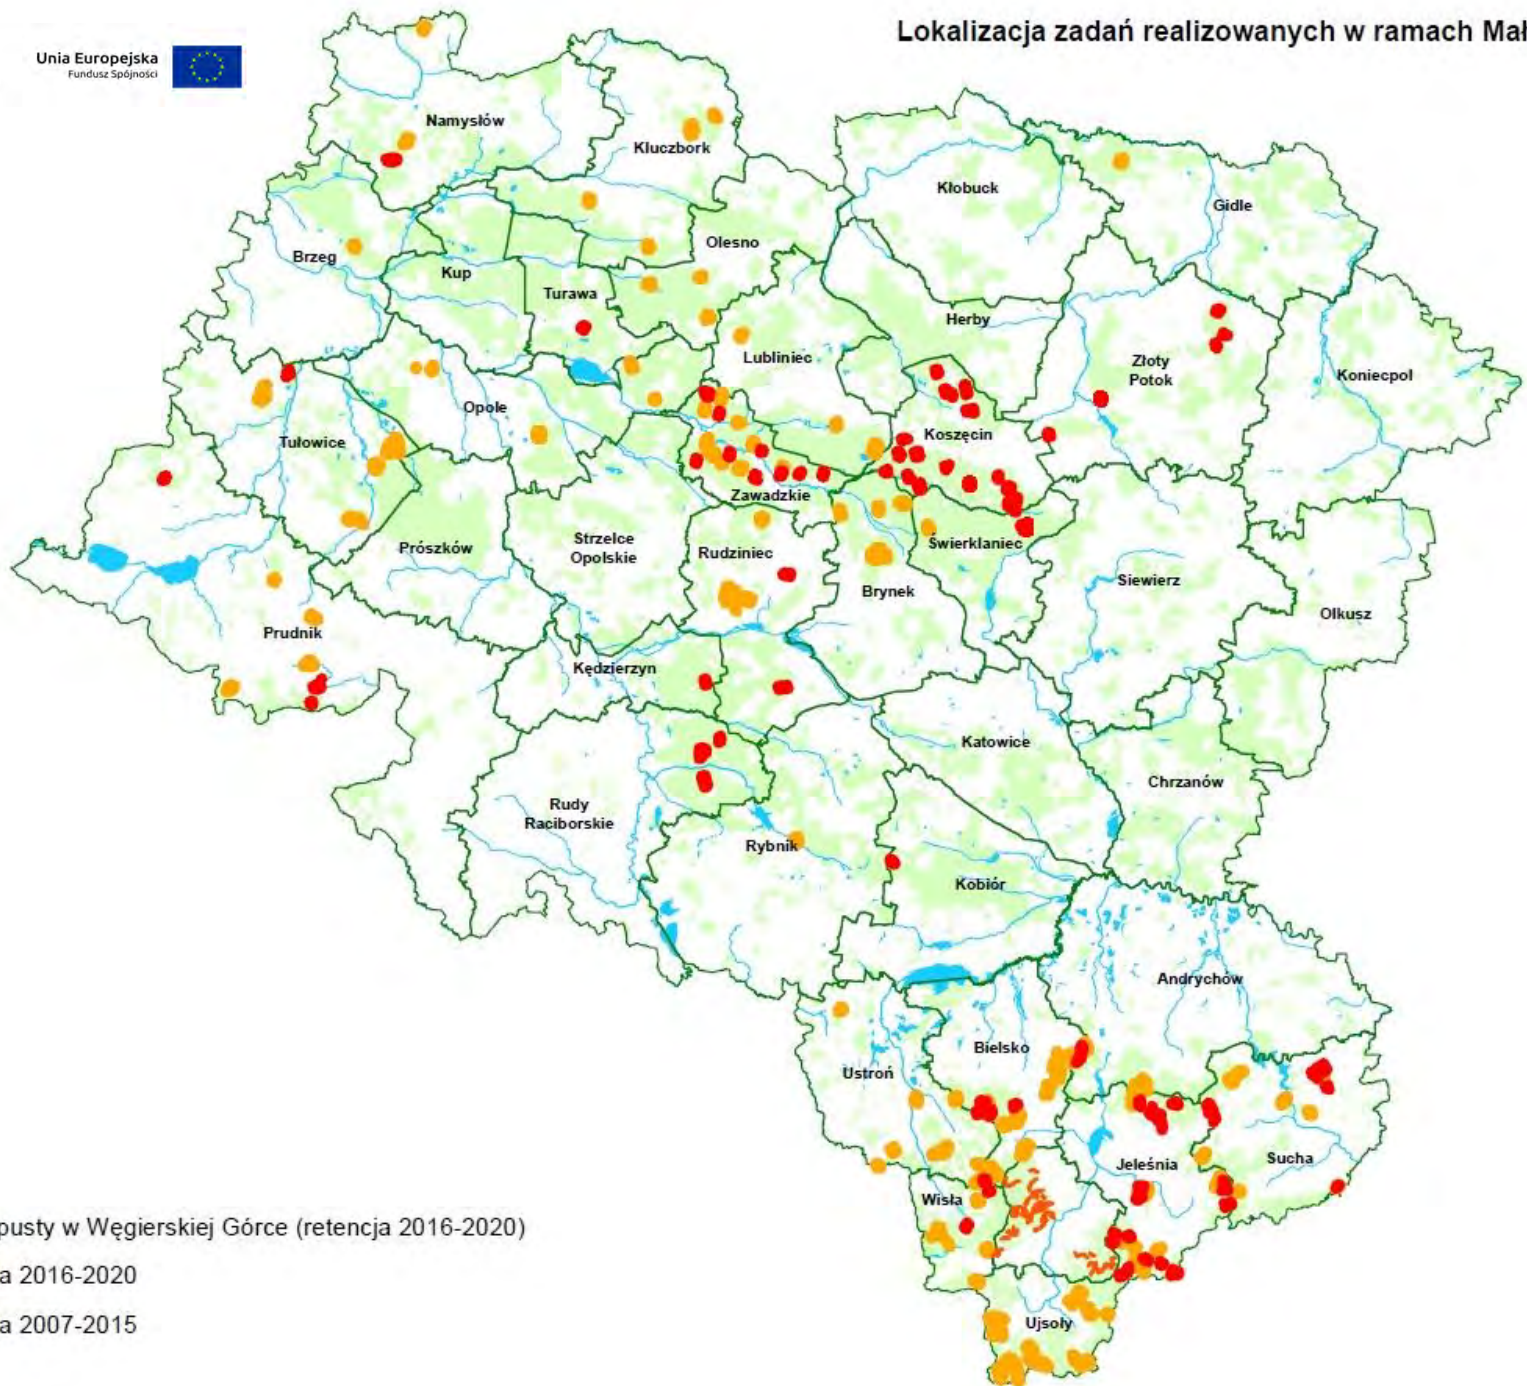 Lokalizacja zadań realizowanych w ramach Mał
Unia Europejska
Fundusz Spójności
Namysłów
Kluczbork
Kłobuck
Gidle
Brzeg
Kup
Olesno
Turawa
Herby
Lubliniec
Złoty
Potok
Koniecpol
Opole
Tułowice
Koszęcin
Zawadzkie
Prószków
Strzelce
Opolskie
Rudziniec
Świerklaniec
Brynek
Siewierz
Olkusz
Prudnik
Kędzierzyn
Katowice
Chrzanów
Rudy
Raciborskie
Rybnik
Kobiór
Andrychów
Bielsko
Ustroń
Jeleśnia
Sucha
Wisła
Ujsoły
pusty w Węgierskiej Górce (retencja 2016-2020)
a 2016-2020
a 2007-2015